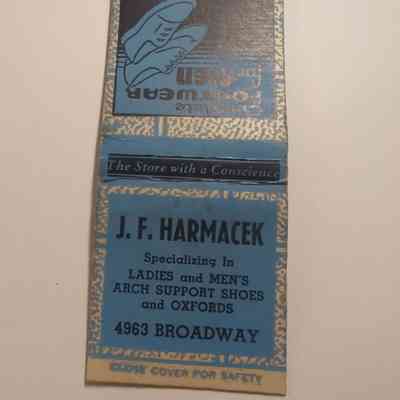 FOOTWEAR
for MEN
The Store with a Conscience
J. F. HARMACEK
Specializing In
LADIES and MEN'S
ARCH SUPPORT SHOES
and OXFORDS
4963 BROADWAY
CLOSE COVER FOR SAFETY